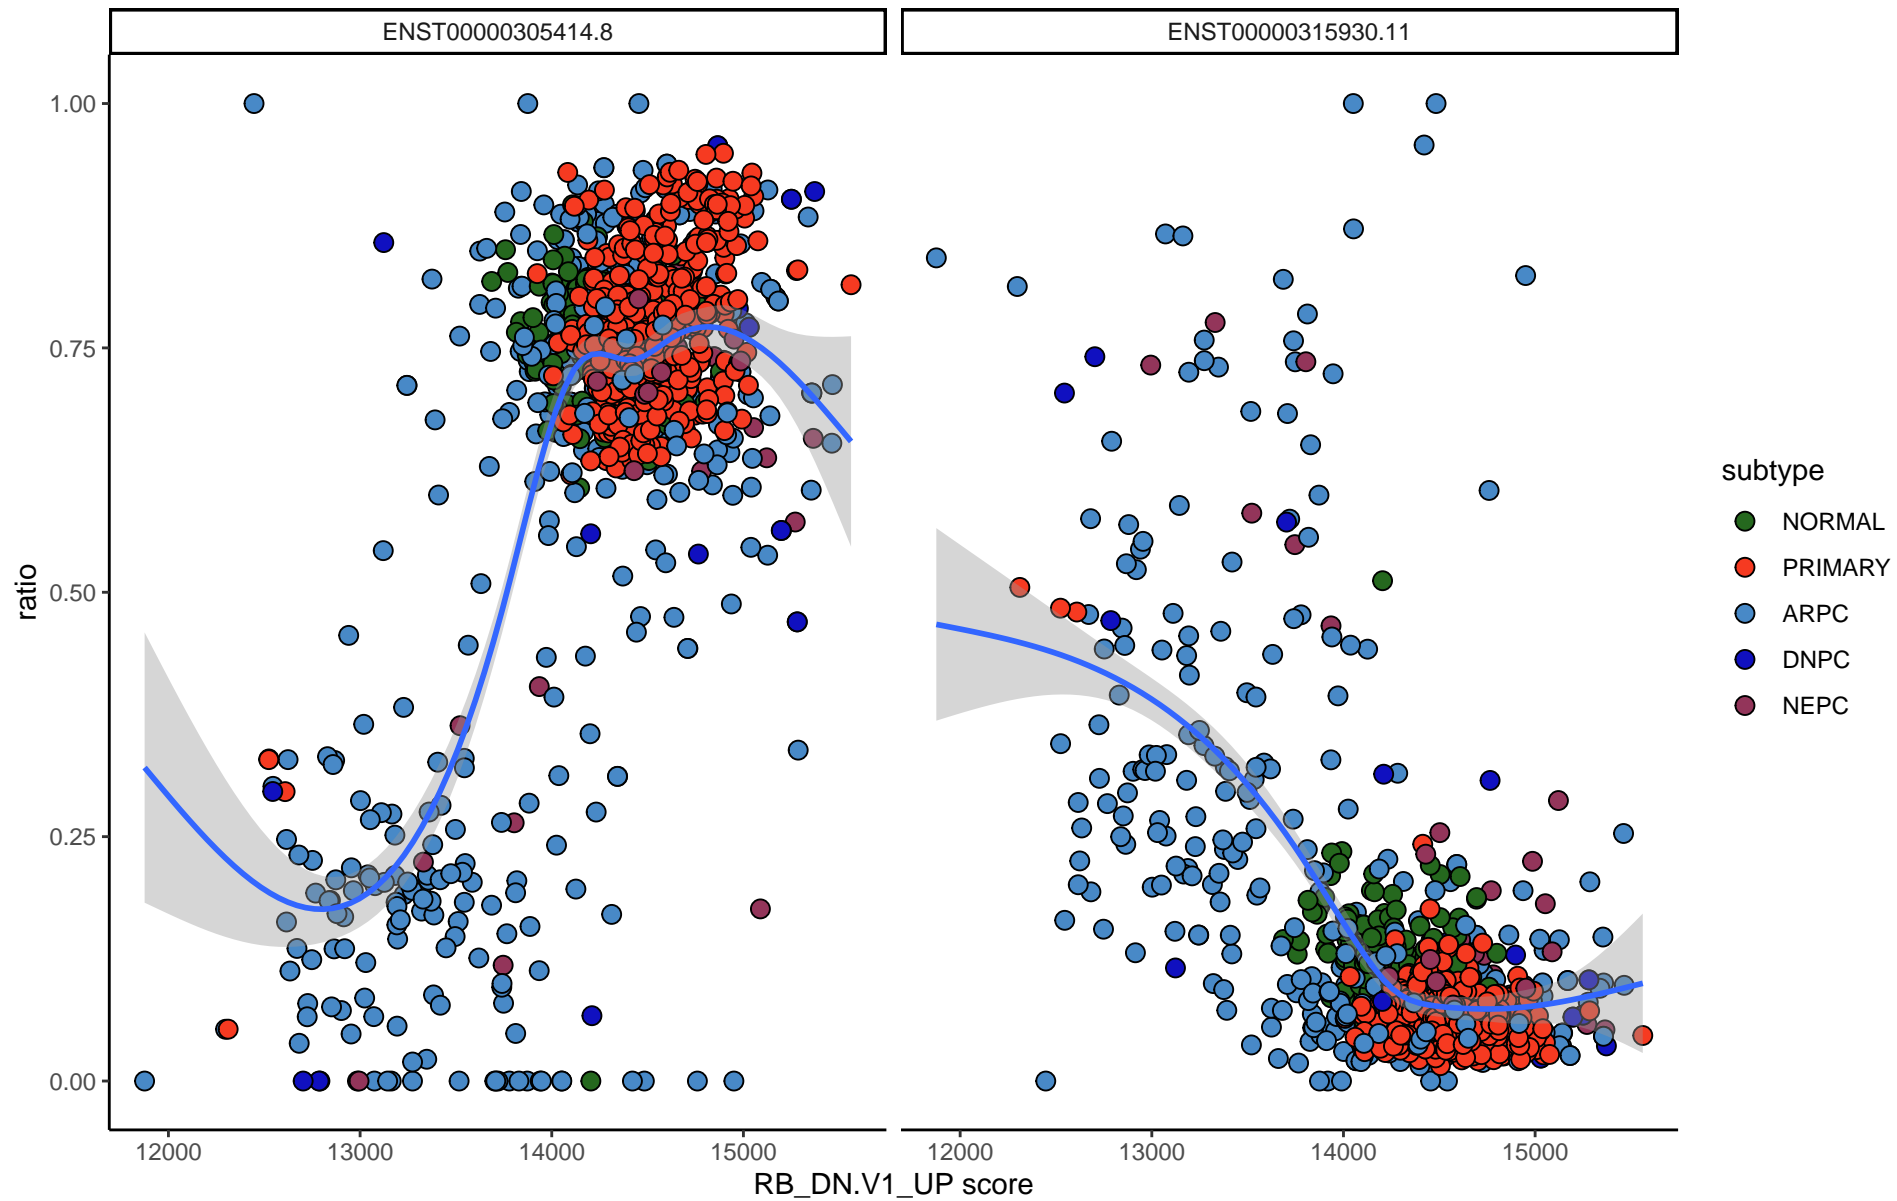 ENST00000305414.8 ENST00000315930.11
1.00
0.75
0.50
0.25
0.00
ratio
12000 13000 14000 15000 12000 13000 14000 15000
RB_DN.V1_UP score
subtype
NORMAL
PRIMARY
ARPC
DNPC
NEPC